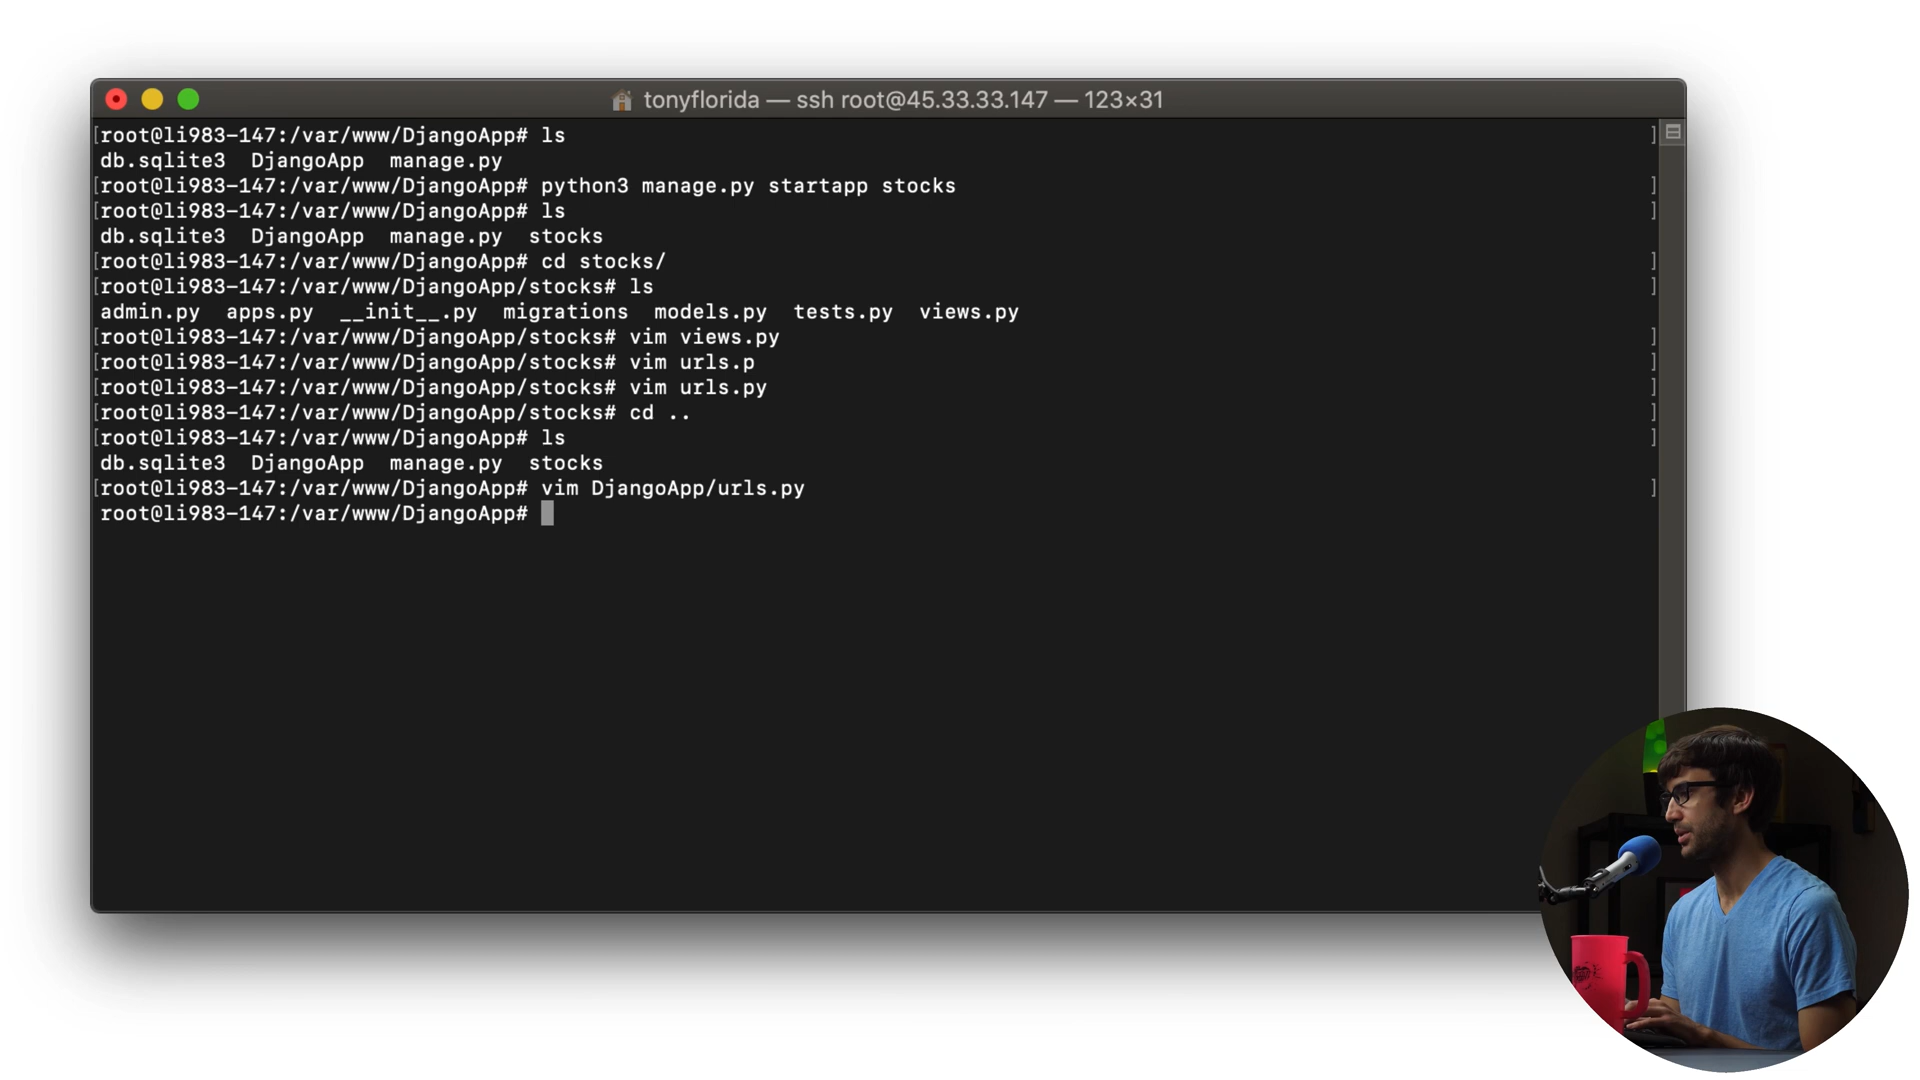 tonyflorida — ssh root@45.33.33.147 — 123×31
[root@li983-147:/var/www/DjangoApp# ls ]
db.sqlite3  DjangoApp  manage.py
[root@li983-147:/var/www/DjangoApp# python3 manage.py startapp stocks ]
[root@li983-147:/var/www/DjangoApp# ls ]
db.sqlite3  DjangoApp  manage.py  stocks
[root@li983-147:/var/www/DjangoApp# cd stocks/ ]
[root@li983-147:/var/www/DjangoApp/stocks# ls ]
admin.py  apps.py  __init__.py  migrations  models.py  tests.py  views.py
[root@li983-147:/var/www/DjangoApp/stocks# vim views.py ]
[root@li983-147:/var/www/DjangoApp/stocks# vim urls.p ]
[root@li983-147:/var/www/DjangoApp/stocks# vim urls.py ]
[root@li983-147:/var/www/DjangoApp/stocks# cd .. ]
[root@li983-147:/var/www/DjangoApp# ls ]
db.sqlite3  DjangoApp  manage.py  stocks
[root@li983-147:/var/www/DjangoApp# vim DjangoApp/urls.py ]
root@li983-147:/var/www/DjangoApp#